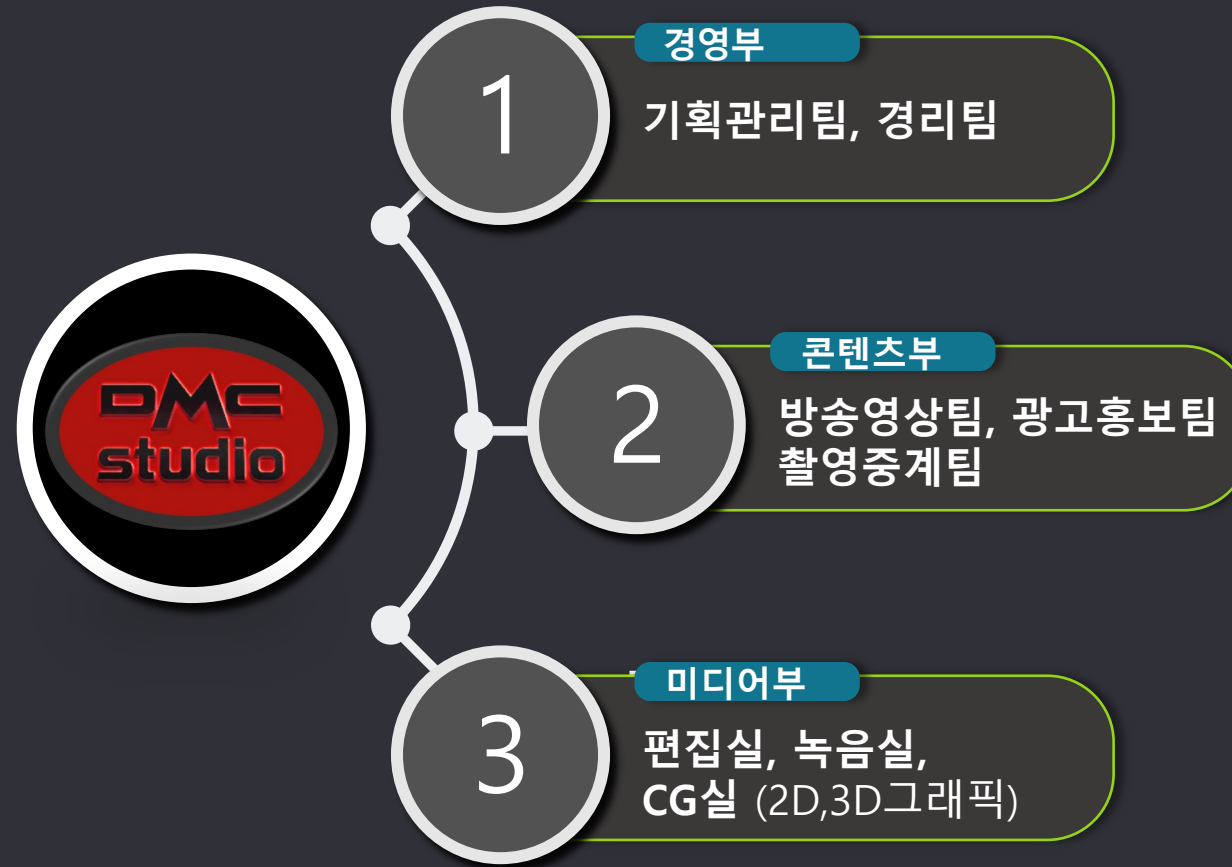 DMC
studio
1
경영부
기획관리팀, 경리팀
2
콘텐츠부
방송영상팀, 광고홍보팀
촬영중계팀
3
미디어부
편집실, 녹음실,
CG실 (2D,3D그래픽)